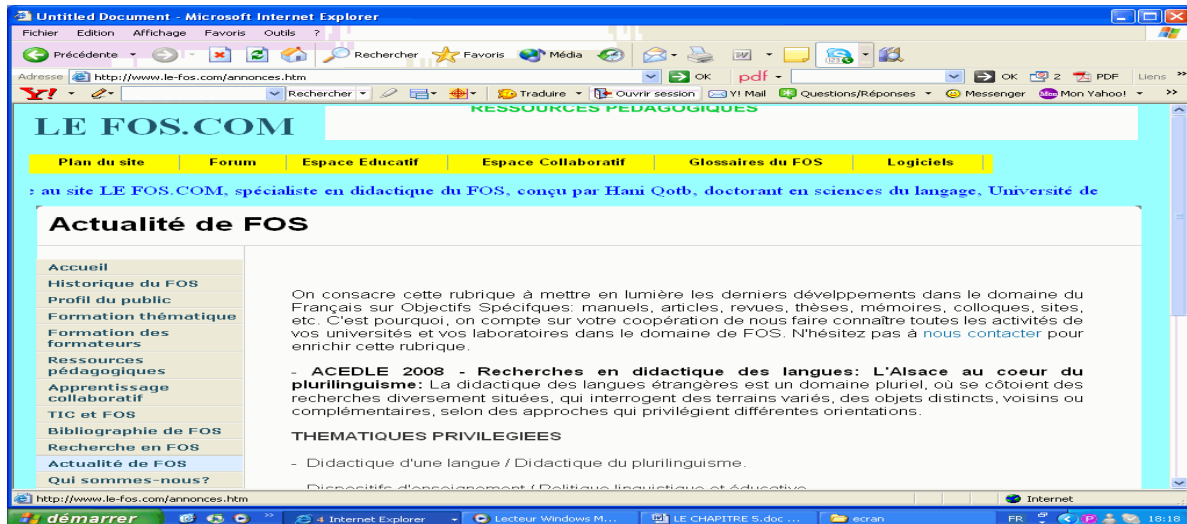 Untitled Document - Microsoft Internet Explorer
Fichier Edition Affichage Favoris Outils ?
Précédente Rechercher Favoris Média
Adresse http://www.le-fos.com/annonces.htm OK pdf OK 2 PDF Liens »
Y! Rechercher Traduire Ouvrir session Y! Mail Questions/Réponses Messenger Mon Yahoo! »
RESSOURCES PEDAGOGIQUES
LE FOS.COM
Plan du site Forum Espace Educatif Espace Collaboratif Glossaires du FOS Logiciels
au site LE FOS.COM, spécialiste en didactique du FOS, conçu par Hani Qotb, doctorant en sciences du langage, Université de
Actualité de FOS
Accueil
Historique du FOS
Profil du public
Formation thématique
Formation des
formateurs
Ressources
pédagogiques
Apprentissage
collaboratif
TIC et FOS
Bibliographie de FOS
Recherche en FOS
Actualité de FOS
Qui sommes-nous?
On consacre cette rubrique à mettre en lumière les derniers dévelppements dans le domaine du
Français sur Objectifs Spécifques: manuels, articles, revues, thèses, mémoires, colloques, sites,
etc. C'est pourquoi, on compte sur votre coopération de nous faire connaître toutes les activités de
vos universités et vos laboratoires dans le domaine de FOS. N'hésitez pas à nous contacter pour
enrichir cette rubrique.
- ACEDLE 2008 - Recherches en didactique des langues: L'Alsace au coeur du
plurilinguisme: La didactique des langues étrangères est un domaine pluriel, où se côtoient des
recherches diversement situées, qui interrogent des terrains variés, des objets distincts, voisins ou
complémentaires, selon des approches qui privilégient différentes orientations.
THEMATIQUES PRIVILEGIEES
- Didactique d'une langue / Didactique du plurilinguisme.
- Dispositifs d'enseignement / Politique linguistique et éducative
http://www.le-fos.com/annonces.htm Internet
démarrer » 4 Internet Explorer Lecteur Windows M... LE CHAPITRE 5.doc ... ecran FR 18:18